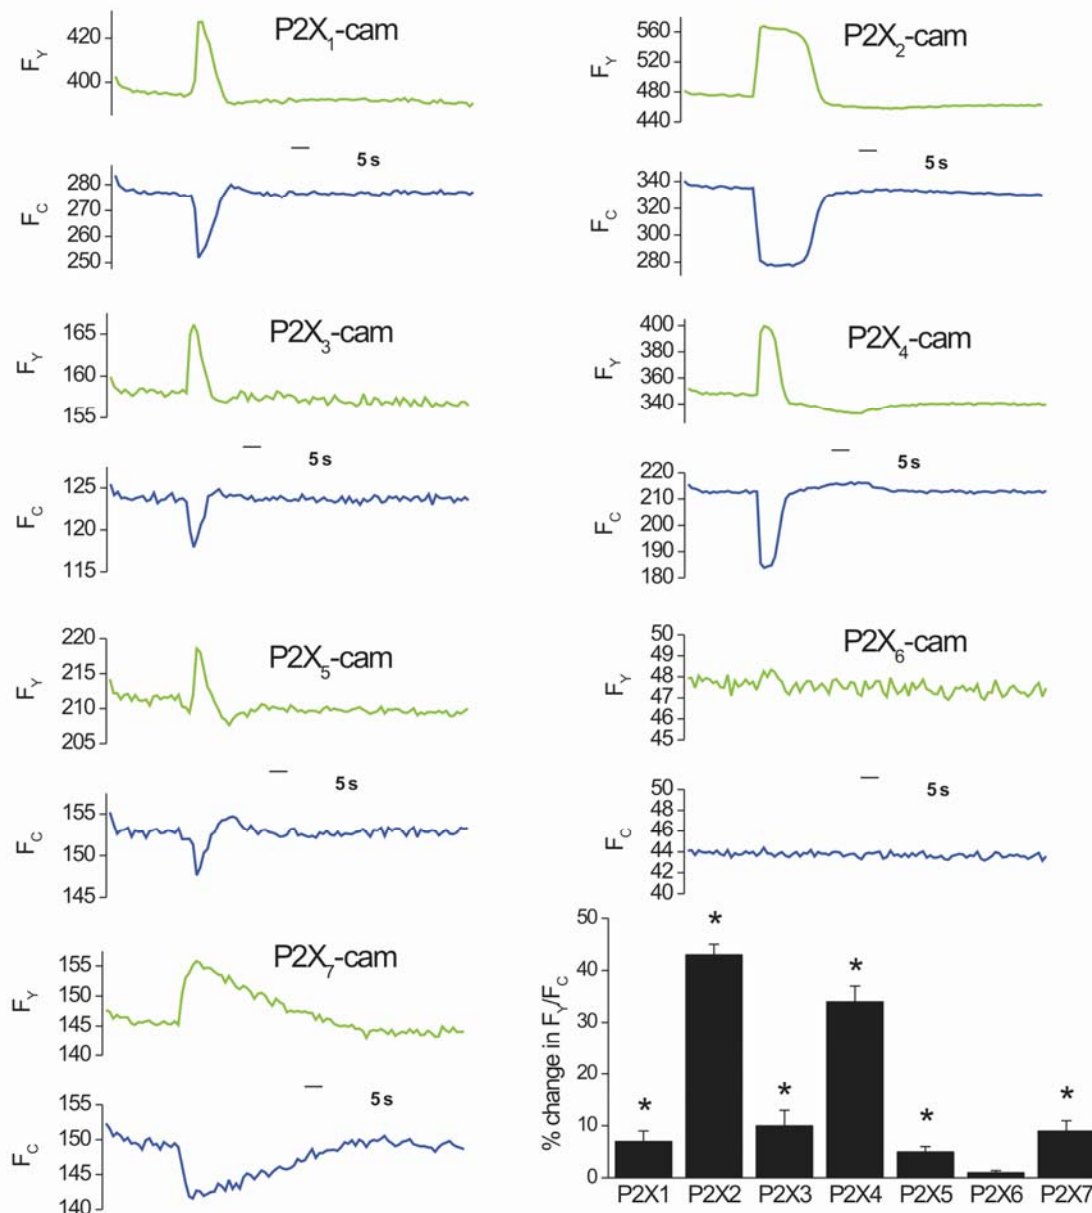 P2X₁-cam
F_Y
420
400
5 s
F_C
280
270
260
250
P2X₂-cam
F_Y
560
520
480
440
5 s
F_C
340
320
300
280
P2X₃-cam
F_Y
165
160
155
5 s
F_C
125
120
115
P2X₄-cam
F_Y
400
380
360
340
5 s
F_C
220
210
200
190
180
P2X₅-cam
F_Y
220
215
210
205
5 s
F_C
155
150
145
P2X₆-cam
F_Y
50
49
48
47
46
45
5 s
F_C
50
48
46
44
42
40
P2X₇-cam
F_Y
155
150
145
140
5 s
F_C
155
150
145
140
% change in F_Y/F_C
50
40
30
20
10
0
* * * * * *
P2X1 P2X2 P2X3 P2X4 P2X5 P2X6 P2X7